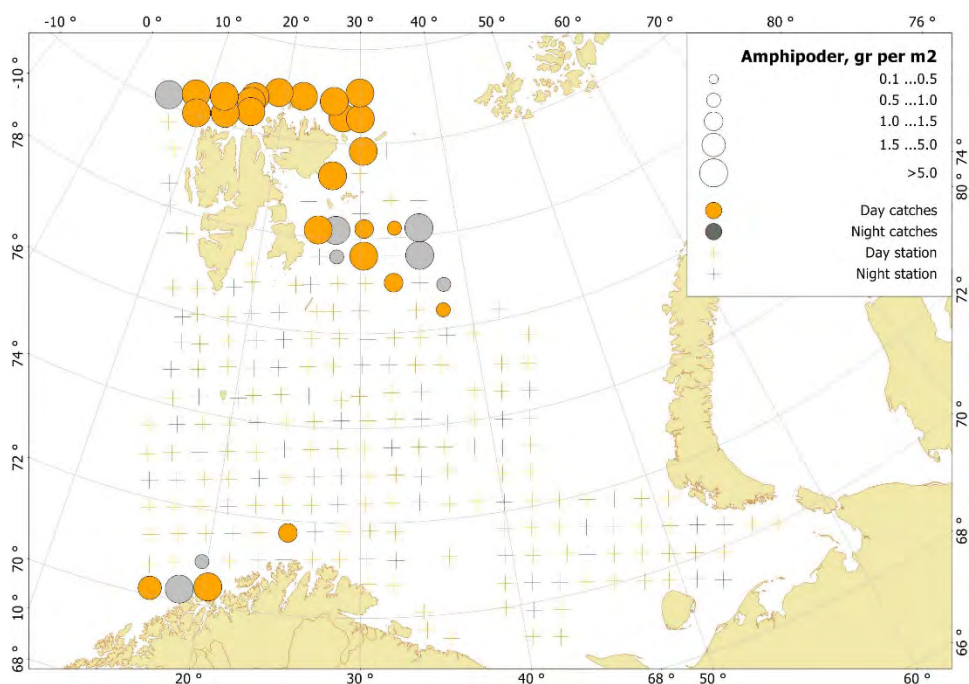 -10 ° 0 ° 10 ° 20 ° 30 ° 40 ° 50 ° 60 ° 70 ° 80 ° 76 °
-10 °
78 °
76 °
74 °
72 °
70 °
10 °
68 °
Amphipoder, gr per m2
0.1 ...0.5
0.5 ...1.0
1.0 ...1.5
1.5 ...5.0
>5.0
Day catches
Night catches
Day station
Night station
74 °
80 °
72 °
70 °
68 °
66 °
20 ° 30 ° 40 ° 50 ° 60 °